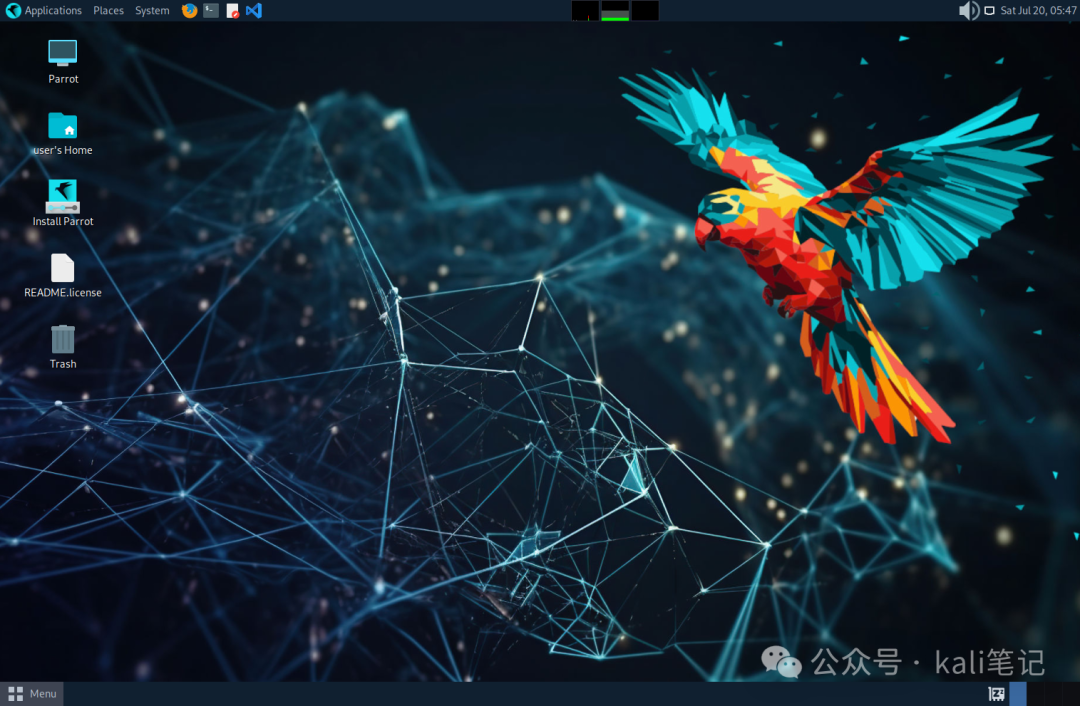 Applications Places System
Sat Jul 20, 05:47
Parrot
user's Home
Install Parrot
README.license
Trash
公众号 · kali笔记
Menu